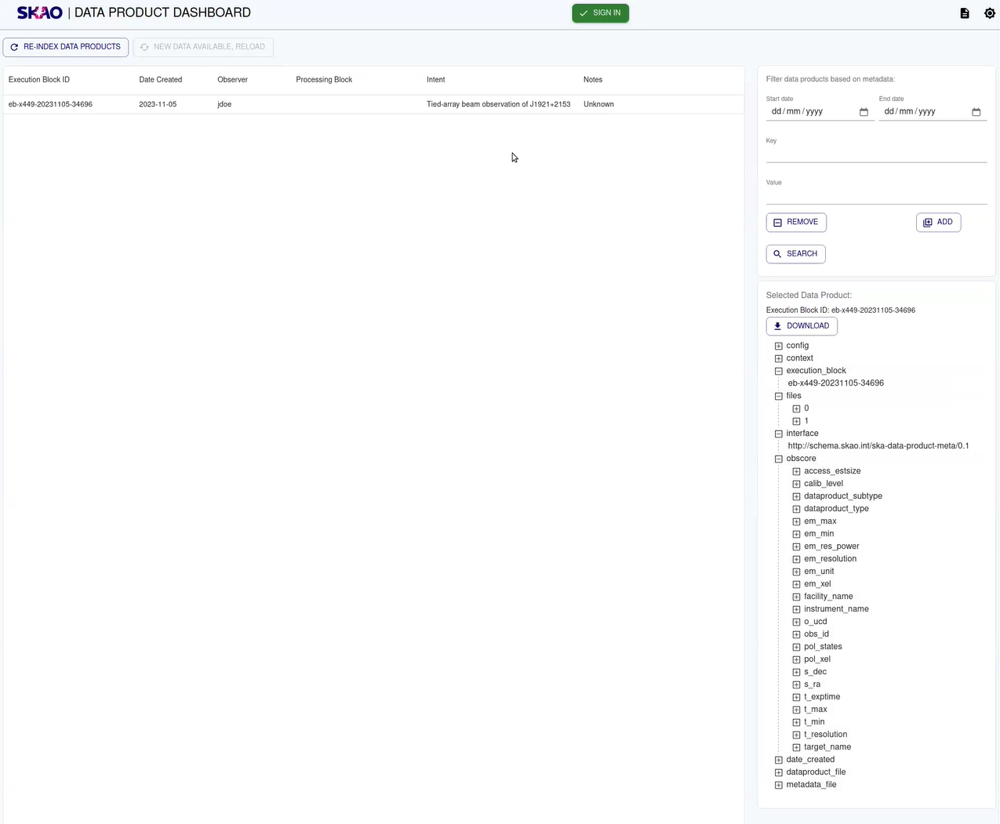 SKAO | DATA PRODUCT DASHBOARD
SIGN IN
RE-INDEX DATA PRODUCTS
NEW DATA AVAILABLE, RELOAD
Execution Block ID Date Created Observer Processing Block Intent Notes
eb-x449-20231105-34696 2023-11-05 jdoe Tied-array beam observation of J1921+2153 Unknown
Filter data products based on metadata:
Start date End date
dd/mm/yyyy dd/mm/yyyy
Key
Value
REMOVE ADD
SEARCH
Selected Data Product:
Execution Block ID: eb-x449-20231105-34696
DOWNLOAD
config
context
execution_block
eb-x449-20231105-34696
files
0
1
interface
http://schema.skao.int/ska-data-product-meta/0.1
obscore
access_estsize
calib_level
dataproduct_subtype
dataproduct_type
em_max
em_min
em_res_power
em_resolution
em_unit
em_xel
facility_name
instrument_name
o_ucd
obs_id
pol_states
pol_xel
s_dec
s_ra
t_exptime
t_max
t_min
t_resolution
target_name
date_created
dataproduct_file
metadata_file